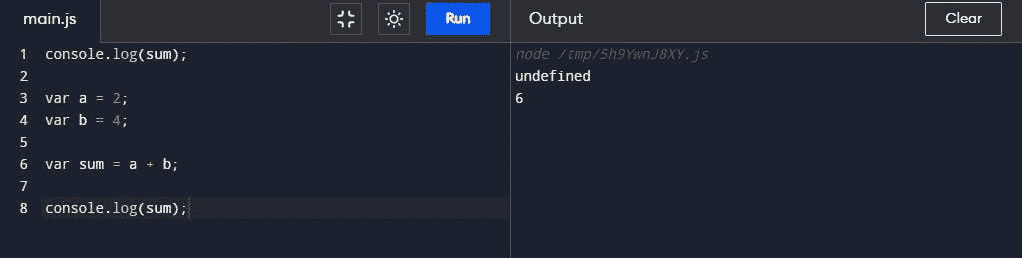 main.js
Run
Output
Clear
1 console.log(sum);
2
3 var a = 2;
4 var b = 4;
5
6 var sum = a + b;
7
8 console.log(sum);
node /tmp/5h9YwnJ8XY.js
undefined
6